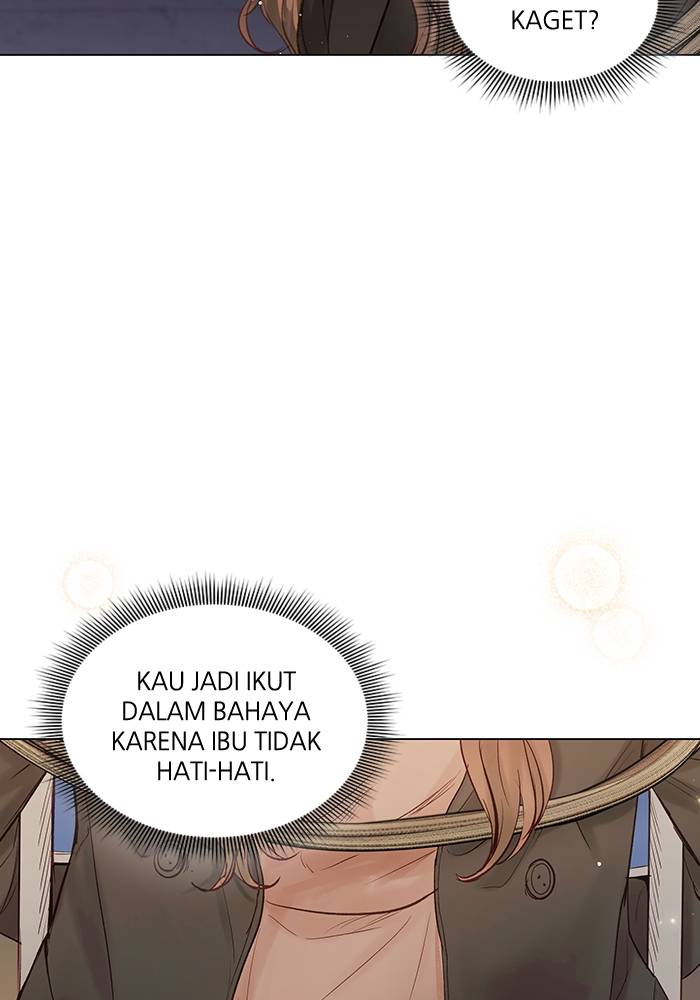 KAGET?
KAU JADI IKUT
DALAM BAHAYA
KARENA IBU TIDAK
HATI-HATI.